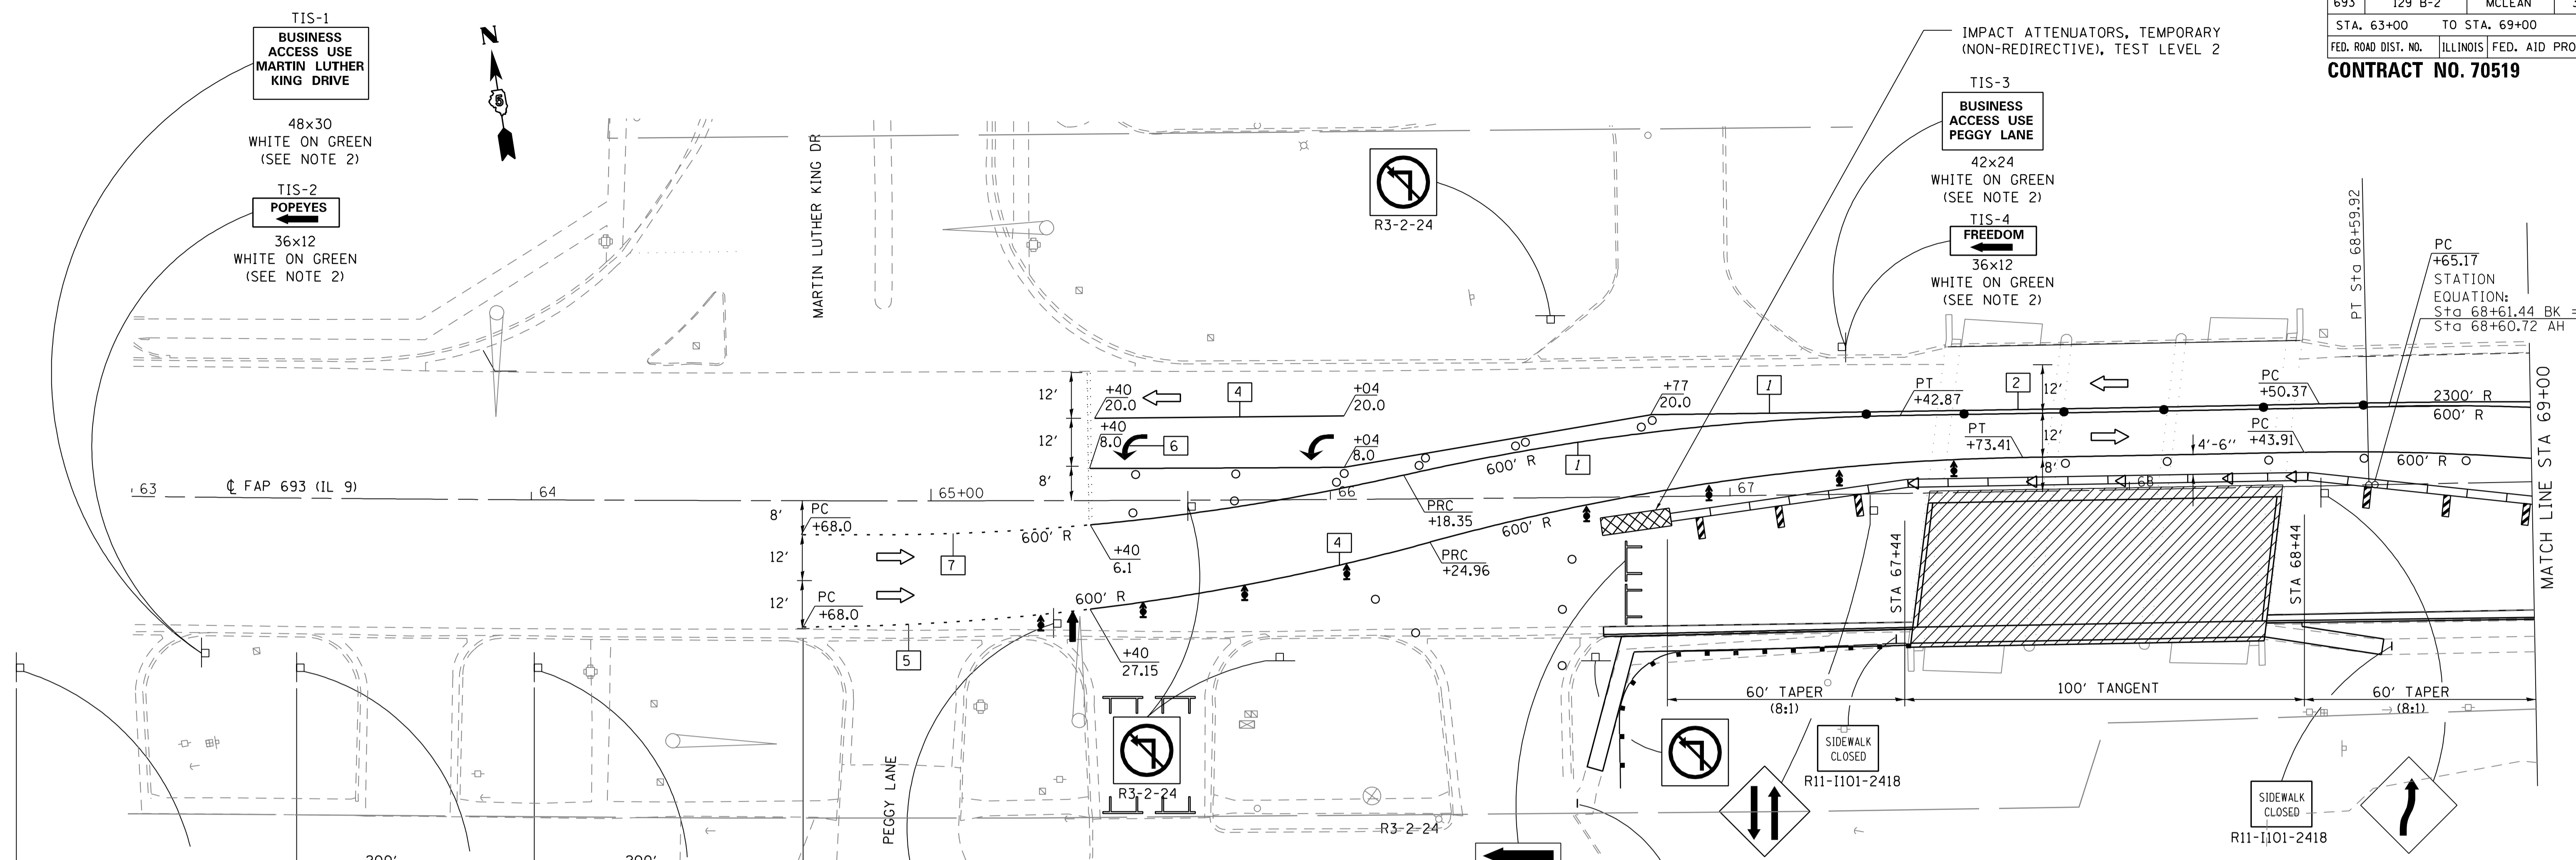 TIS-1
BUSINESS
ACCESS USE
MARTIN LUTHER
KING DRIVE
48x30
WHITE ON GREEN
(SEE NOTE 2)
TIS-2
POPEYES
36x12
WHITE ON GREEN
(SEE NOTE 2)
N
5
MARTIN LUTHER KING DR
R3-2-24
IMPACT ATTENUATORS, TEMPORARY
(NON-REDIRECTIVE), TEST LEVEL 2
TIS-3
BUSINESS
ACCESS USE
PEGGY LANE
42x24
WHITE ON GREEN
(SEE NOTE 2)
TIS-4
FREEDOM
36x12
WHITE ON GREEN
(SEE NOTE 2)
693 129 B-2 MCLEAN
STA. 63+00 TO STA. 69+00
FED. ROAD DIST. NO. ILLINOIS FED. AID PRO
CONTRACT NO. 70519
PT Sta 68+59.92
PC
+65.17
STATION
EQUATION:
Sta 68+61.44 BK =
Sta 68+60.72 AH
MATCH LINE STA 69+00
12'
12'
8'
+40
20.0
4
+04
20.0
+40
8.0
6
+04
8.0
+77
20.0
1
PT
+42.87
2
12'
PC
+50.37
2300' R
600' R
600' R
1
PT
+73.41
12'
8'
4'-6"
PC
+43.91
600' R
63
℄ FAP 693 (IL 9)
64
65+00
66
67
68
8'
12'
12'
PC
+68.0
PC
+68.0
7
5
600' R
+40
6.1
600' R
+40
27.15
4
PRC
+18.35
PRC
+24.96
600' R
STA 67+44
STA 68+44
60' TAPER
(8:1)
100' TANGENT
60' TAPER
(8:1)
PEGGY LANE
R3-2-24
R3-2-24
SIDEWALK
CLOSED
R11-I101-2418
SIDEWALK
CLOSED
R11-I101-2418
200'
200'